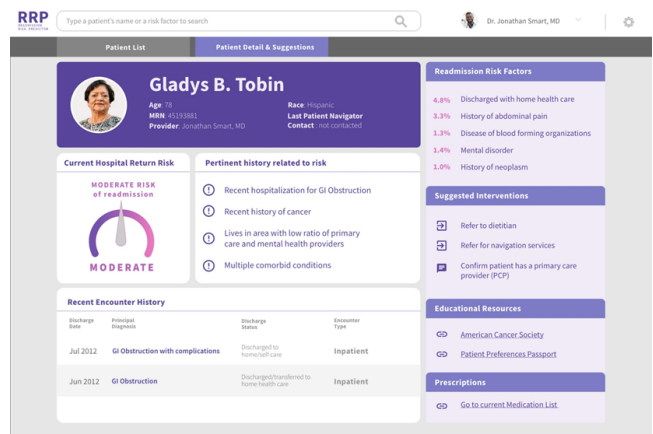 RRP
READMISSION
RISK PREDICTOR
Type a patient's name or a risk factor to search
Dr. Jonathan Smart, MD
Patient List
Patient Detail & Suggestions
Gladys B. Tobin
Age: 78
MRN: 45193881
Provider: Jonathan Smart, MD
Race: Hispanic
Last Patient Navigator
Contact : not contacted
Current Hospital Return Risk
MODERATE RISK
of readmission
MODERATE
Pertinent history related to risk
Recent hospitalization for GI Obstruction
Recent history of cancer
Lives in area with low ratio of primary
care and mental health providers
Multiple comorbid conditions
Recent Encounter History
Discharge
Date
Principal
Diagnosis
Discharge
Status
Encounter
Type
Jul 2012
GI Obstruction with complications
Discharged to
home/self care
Inpatient
Jun 2012
GI Obstruction
Discharged/transferred to
home health care
Inpatient
Readmission Risk Factors
4.8% Discharged with home health care
3.3% History of abdominal pain
1.3% Disease of blood forming organizations
1.4% Mental disorder
1.0% History of neoplasm
Suggested Interventions
Refer to dietitian
Refer for navigation services
Confirm patient has a primary care
provider (PCP)
Educational Resources
American Cancer Society
Patient Preferences Passport
Prescriptions
Go to current Medication List